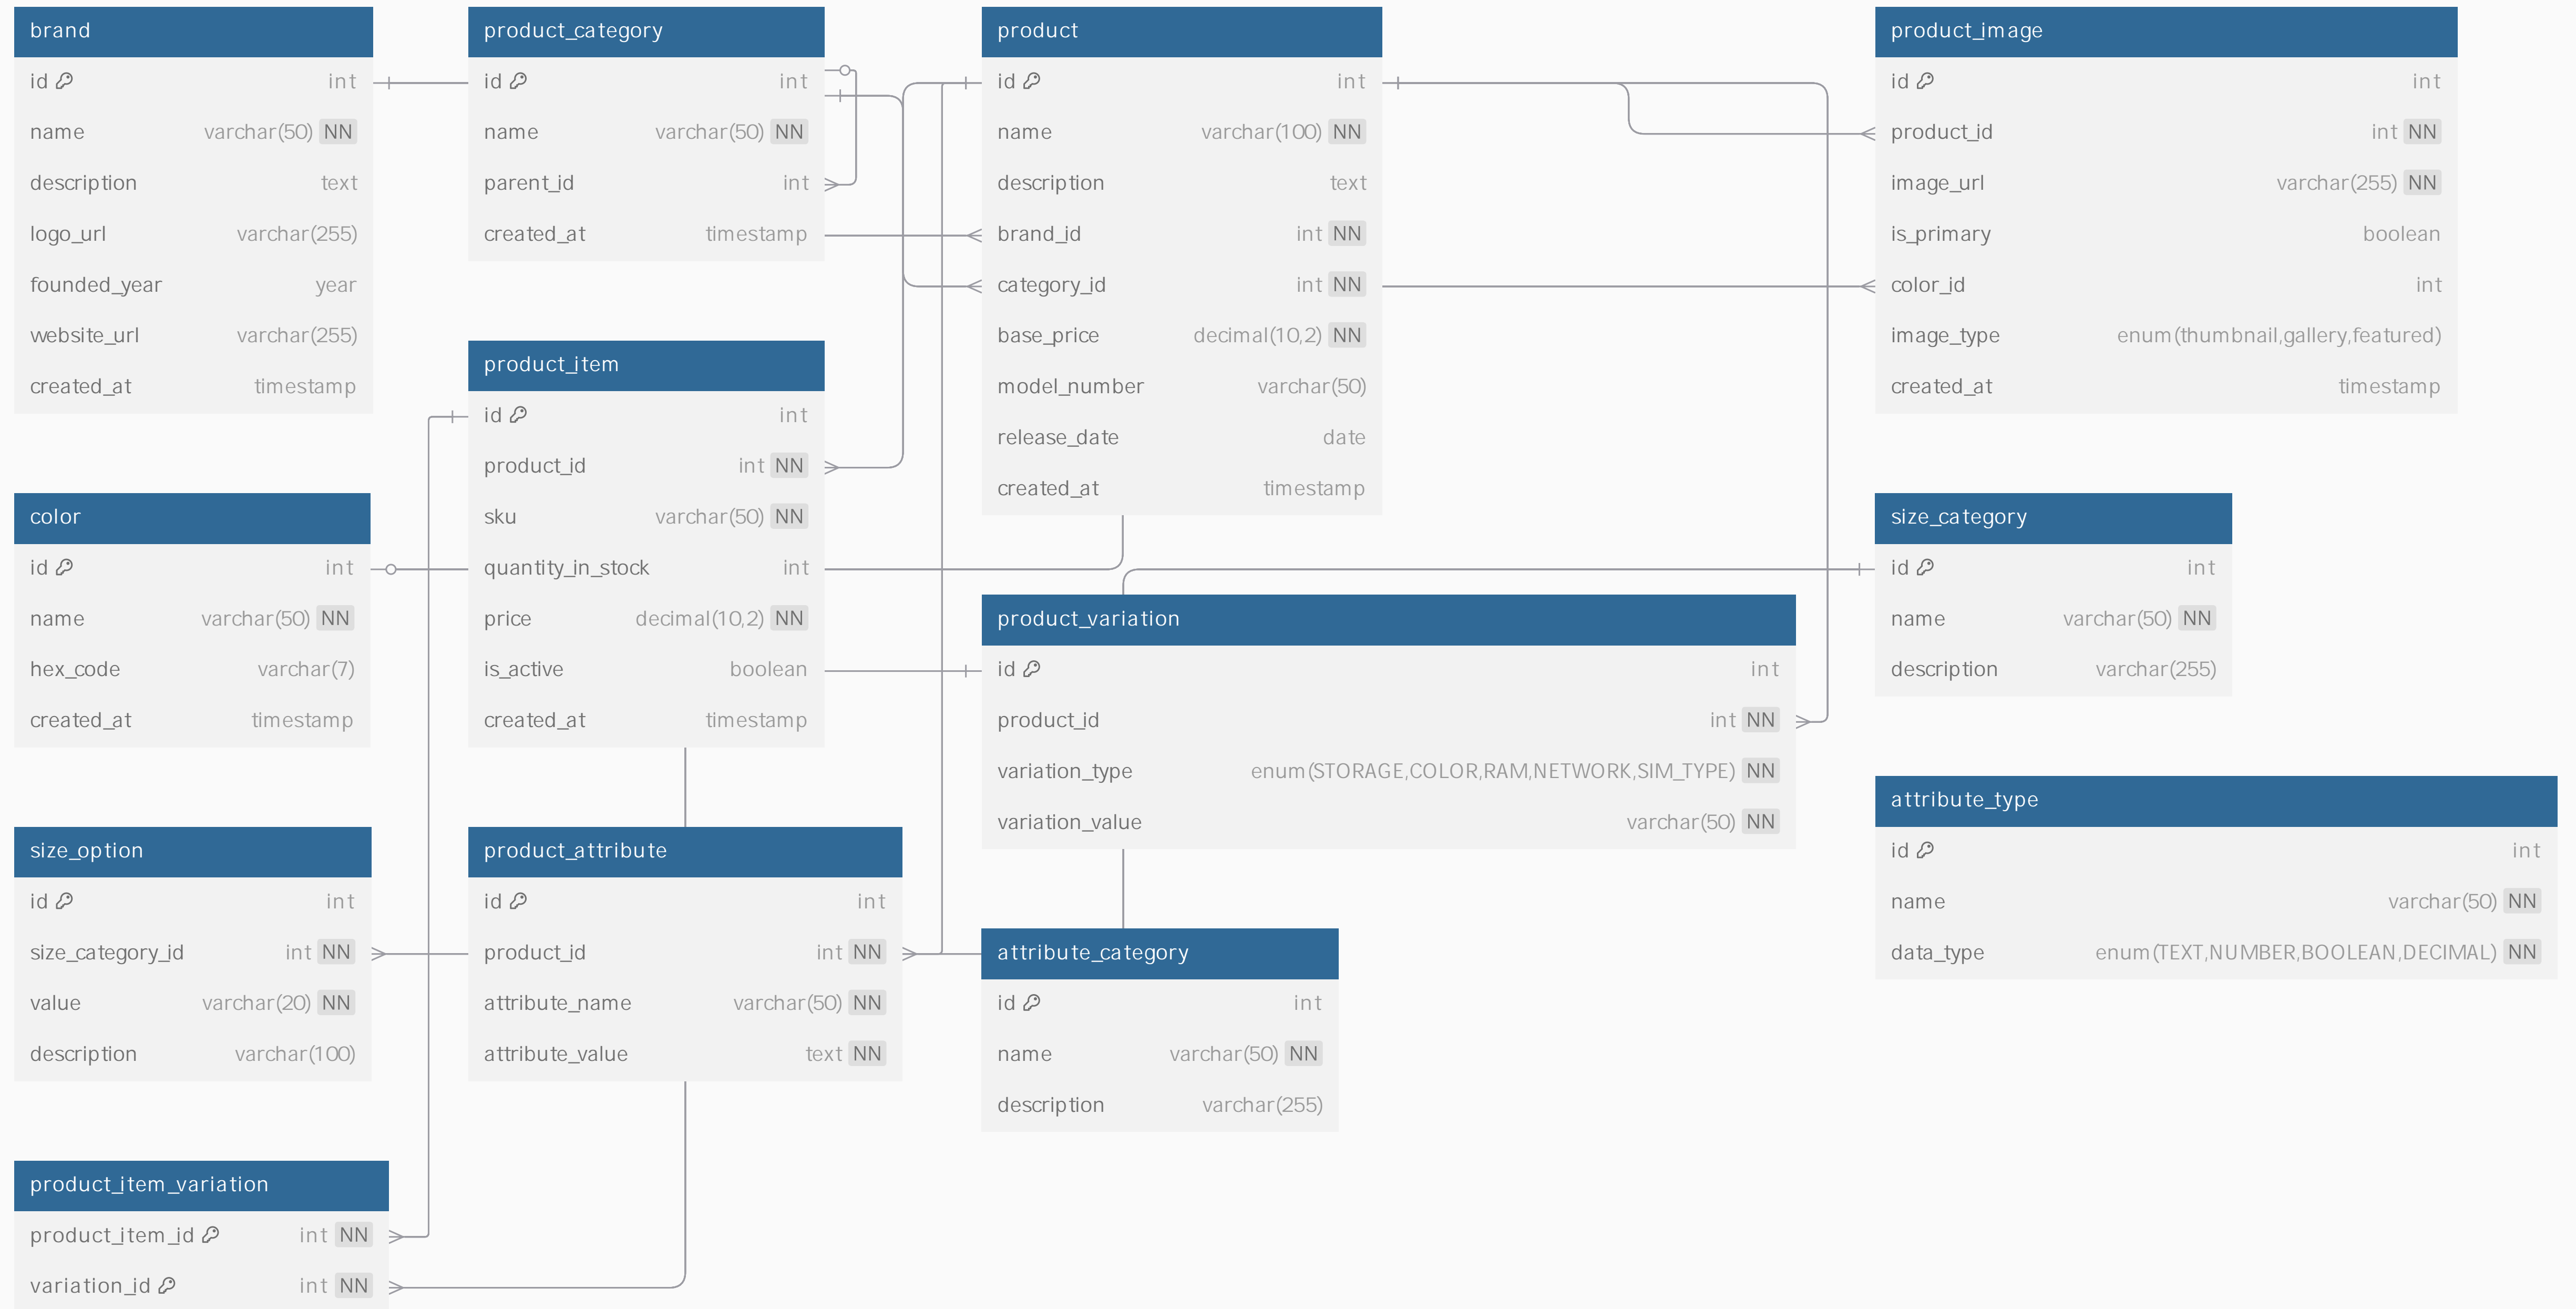 brand
id int
name varchar(50) NN
description text
logo_url varchar(255)
founded_year year
website_url varchar(255)
created_at timestamp
product_category
id int
name varchar(50) NN
parent_id int
created_at timestamp
product
id int
name varchar(100) NN
description text
brand_id int NN
category_id int NN
base_price decimal(10,2) NN
model_number varchar(50)
release_date date
created_at timestamp
product_image
id int
product_id int NN
image_url varchar(255) NN
is_primary boolean
color_id int
image_type enum(thumbnail,gallery,featured)
created_at timestamp
product_item
id int
product_id int NN
sku varchar(50) NN
quantity_in_stock int
price decimal(10,2) NN
is_active boolean
created_at timestamp
color
id int
name varchar(50) NN
hex_code varchar(7)
created_at timestamp
size_category
id int
name varchar(50) NN
description varchar(255)
product_variation
id int
product_id int NN
variation_type enum(STORAGE,COLOR,RAM,NETWORK,SIM_TYPE) NN
variation_value varchar(50) NN
attribute_type
id int
name varchar(50) NN
data_type enum(TEXT,NUMBER,BOOLEAN,DECIMAL) NN
size_option
id int
size_category_id int NN
value varchar(20) NN
description varchar(100)
product_attribute
id int
product_id int NN
attribute_name varchar(50) NN
attribute_value text NN
attribute_category
id int
name varchar(50) NN
description varchar(255)
product_item_variation
product_item_id int NN
variation_id int NN